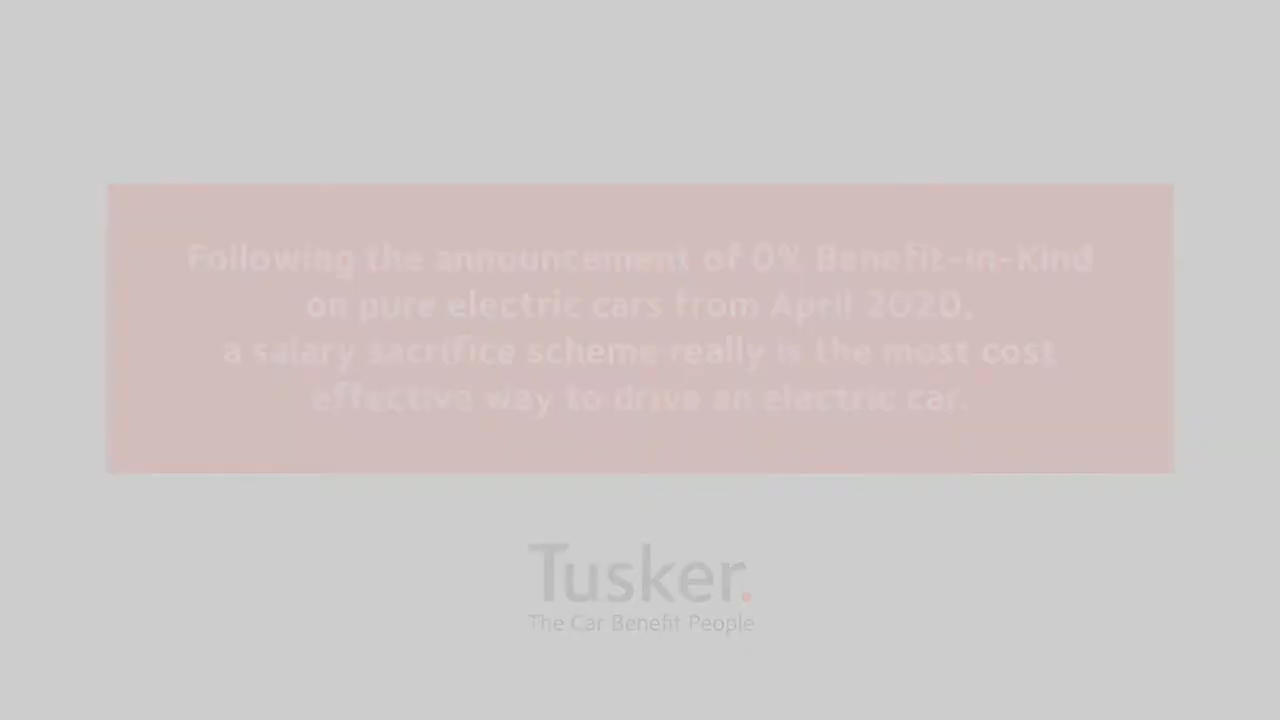 Following the announcement of 0% Benefit-in-Kind
on pure electric cars from April 2020,
a salary sacrifice scheme really is the most cost
effective way to drive an electric car.
Tusker.
The Car Benefit People